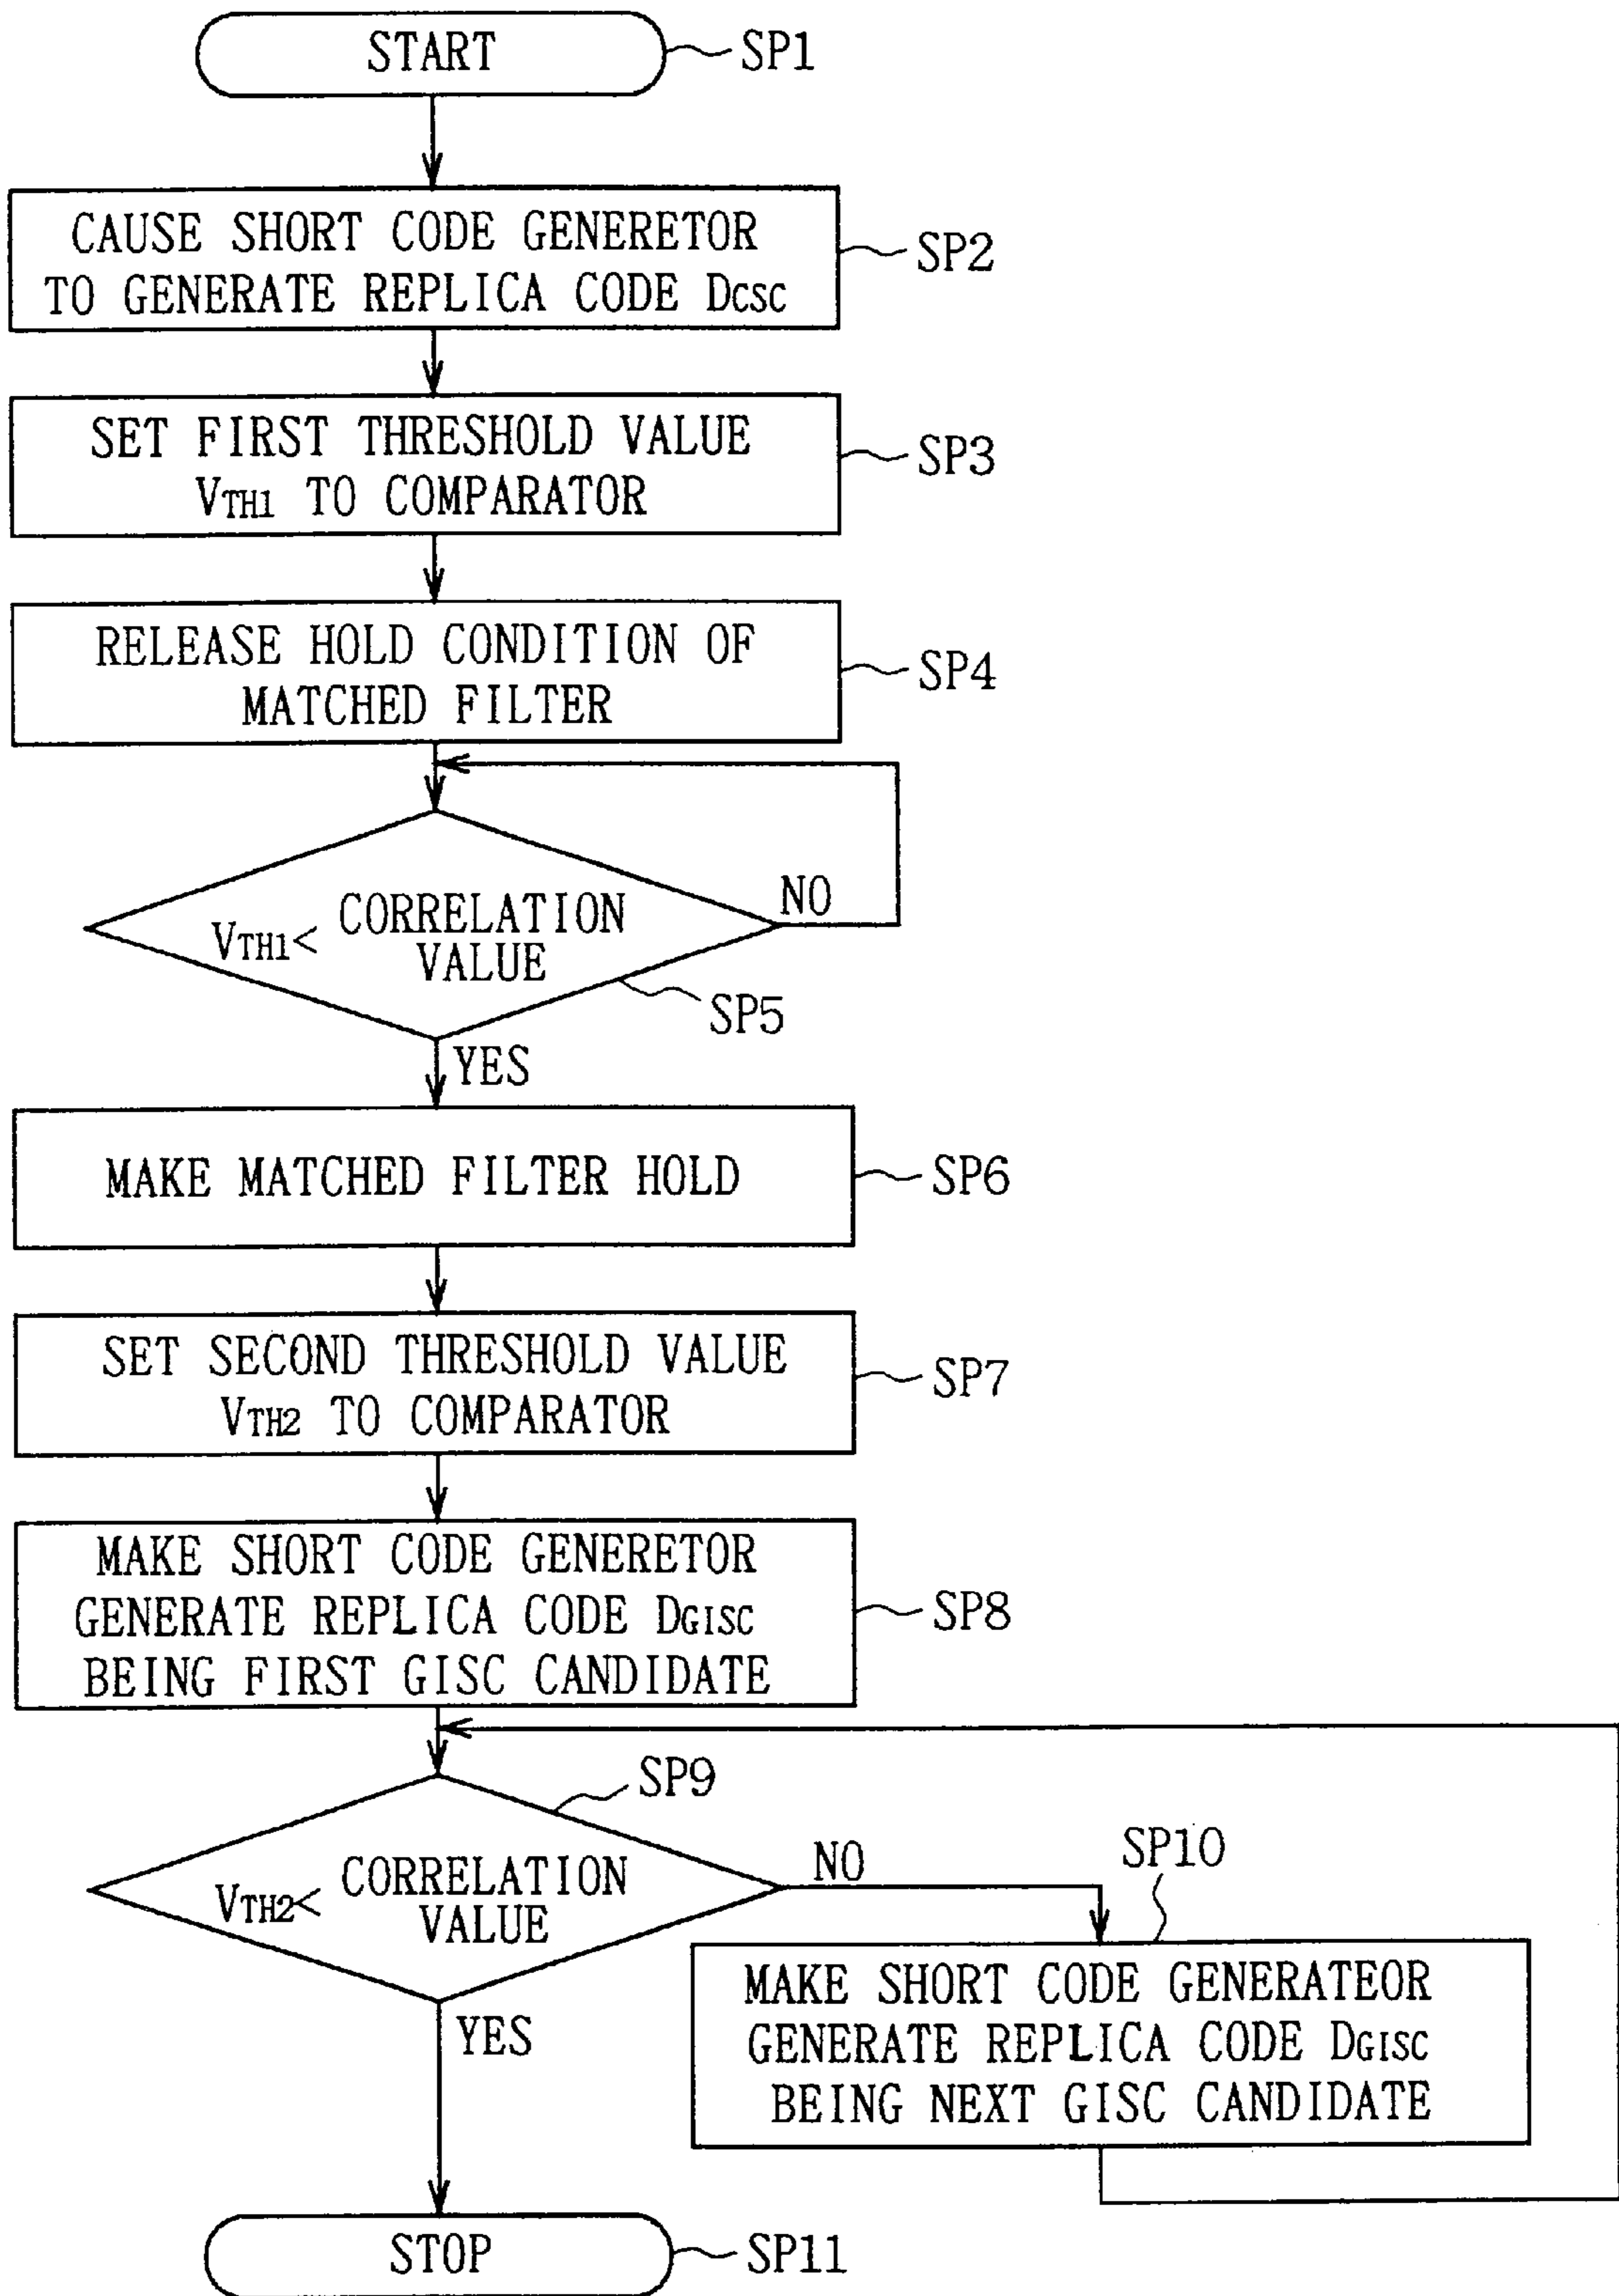 START
SP1
CAUSE SHORT CODE GENERETOR
TO GENERATE REPLICA CODE DCSC
SP2
SET FIRST THRESHOLD VALUE
VTH1 TO COMPARATOR
SP3
RELEASE HOLD CONDITION OF
MATCHED FILTER
SP4
VTH1< CORRELATION
VALUE
NO
SP5
YES
MAKE MATCHED FILTER HOLD
SP6
SET SECOND THRESHOLD VALUE
VTH2 TO COMPARATOR
SP7
MAKE SHORT CODE GENERETOR
GENERATE REPLICA CODE DGISC
BEING FIRST GISC CANDIDATE
SP8
SP9
VTH2< CORRELATION
VALUE
NO
SP10
MAKE SHORT CODE GENERATEOR
GENERATE REPLICA CODE DGISC
BEING NEXT GISC CANDIDATE
YES
STOP
SP11